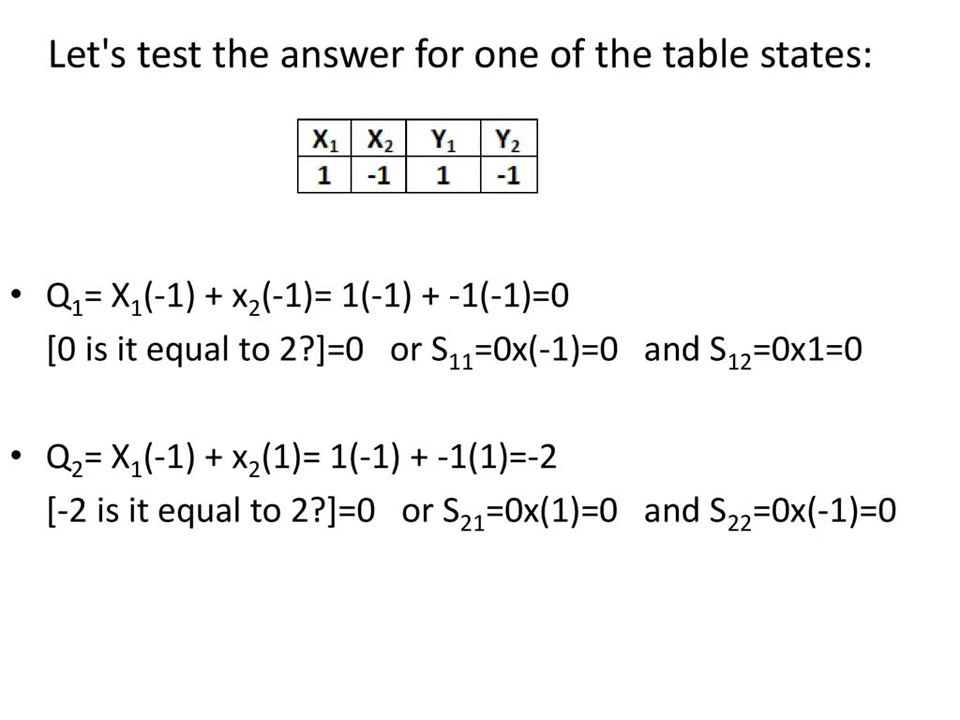 Let's test the answer for one of the table states:
X₁ X₂ Y₁ Y₂
1 -1 1 -1
• Q₁= X₁(-1) + x₂(-1)= 1(-1) + -1(-1)=0
[0 is it equal to 2?]=0 or S₁₁=0x(-1)=0 and S₁₂=0x1=0
• Q₂= X₁(-1) + x₂(1)= 1(-1) + -1(1)=-2
[-2 is it equal to 2?]=0 or S₂₁=0x(1)=0 and S₂₂=0x(-1)=0